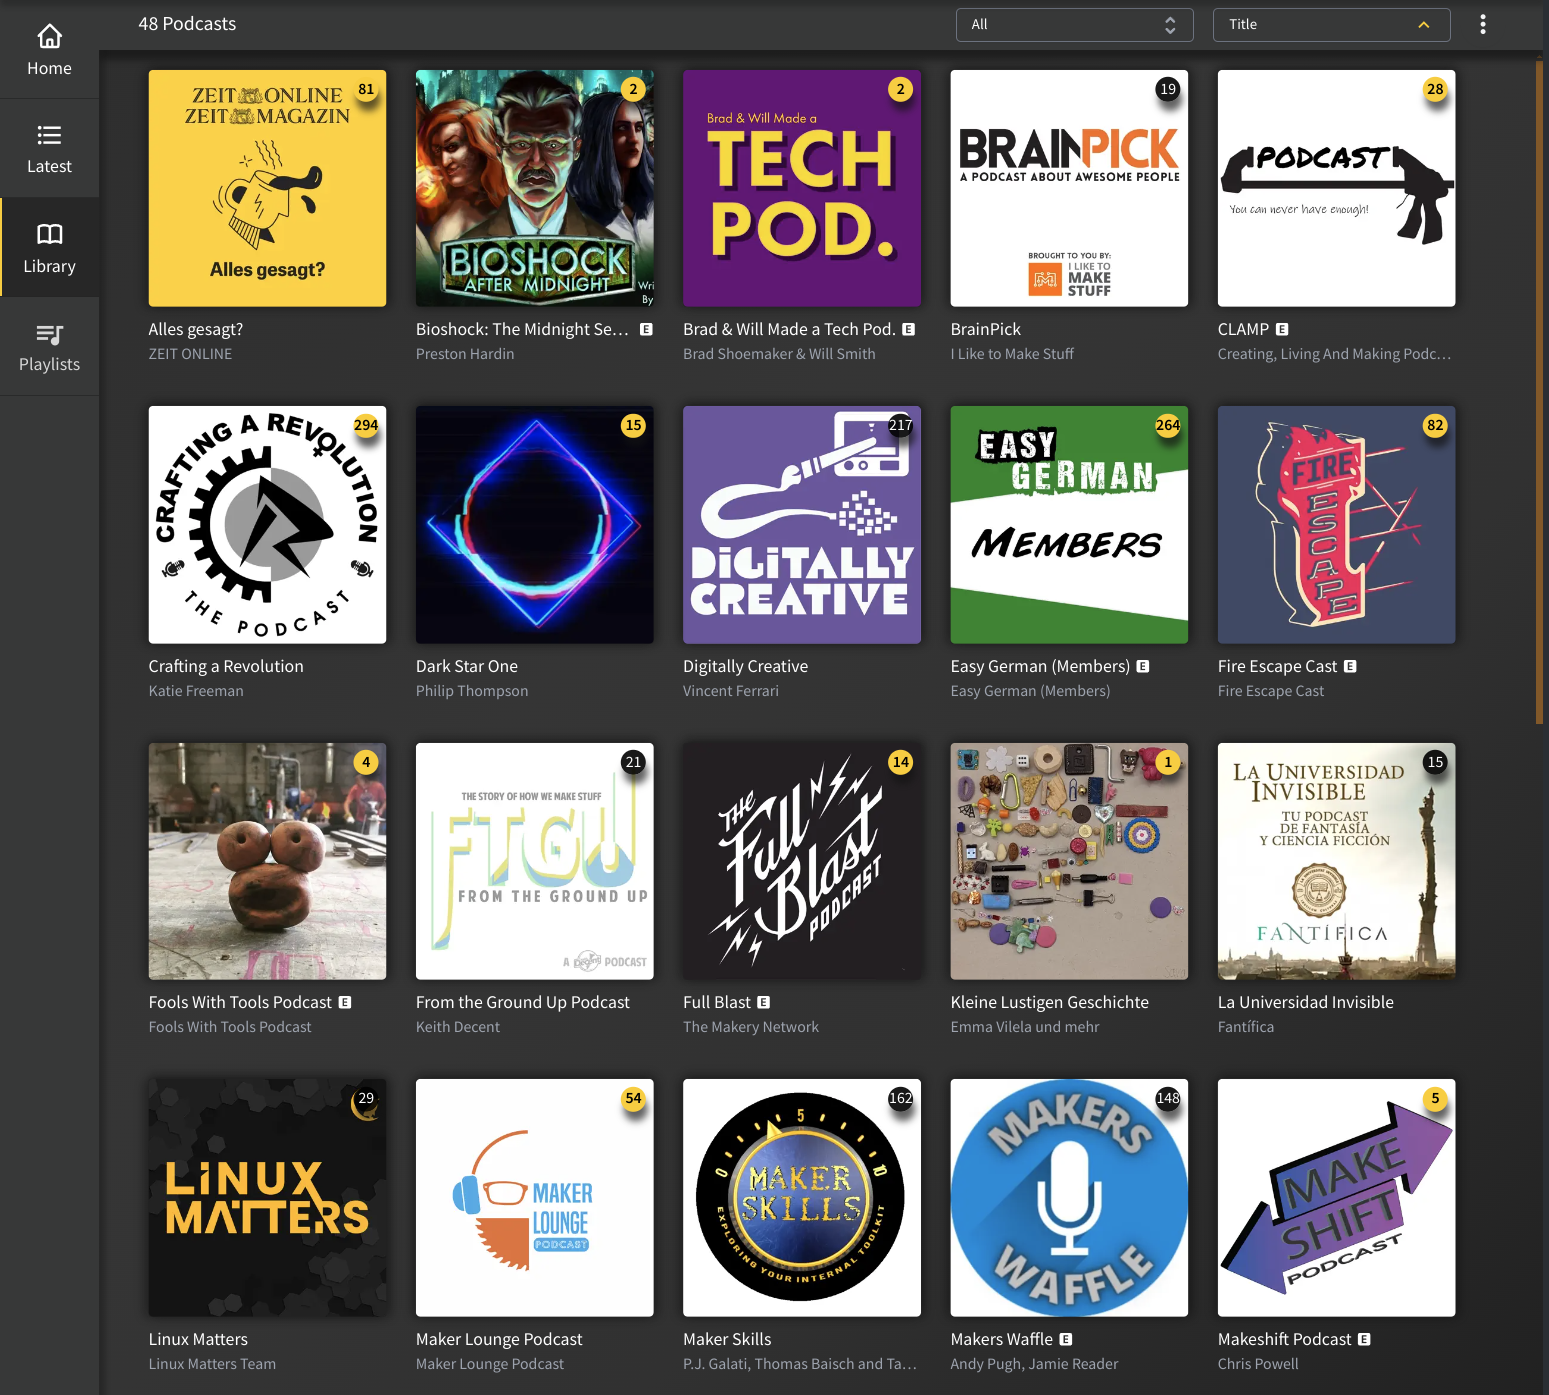 48 Podcasts
All
Title
Home
Latest
Library
Playlists
ZEIT ONLINE
ZEIT MAGAZIN
81
Alles gesagt?
Alles gesagt?
ZEIT ONLINE
2
BIOSHOCK
AFTER MIDNIGHT
Wri
By
Bioshock: The Midnight Se... E
Preston Hardin
2
Brad & Will Made a
TECH
POD.
Brad & Will Made a Tech Pod. E
Brad Shoemaker & Will Smith
19
BRAINPICK
A PODCAST ABOUT AWESOME PEOPLE
BROUGHT TO YOU BY:
I LIKE TO
MAKE
STUFF
BrainPick
I Like to Make Stuff
28
PODCAST
You can never have enough!
CLAMP E
Creating, Living And Making Podc...
294
CRAFTING A REVOLUTION
THE PODCAST
Crafting a Revolution
Katie Freeman
15
Dark Star One
Philip Thompson
217
DiGiTALLY
CREATIVE
Digitally Creative
Vincent Ferrari
264
EASY
GERMAN
MEMBERS
Easy German (Members) E
Easy German (Members)
82
FIRE
ESCAPE
Fire Escape Cast E
Fire Escape Cast
4
Fools With Tools Podcast E
Fools With Tools Podcast
21
THE STORY OF HOW WE MAKE STUFF
FTGU
FROM THE GROUND UP
A PODCAST
From the Ground Up Podcast
Keith Decent
14
THE
Full
Blast
PODCAST
Full Blast E
The Makery Network
1
Kleine Lustigen Geschichte
Emma Vilela und mehr
15
LA UNIVERSIDAD
INVISIBLE
TU PODCAST
DE FANTASÍA
Y CIENCIA FICCIÓN
FANTÍFICA
La Universidad Invisible
Fantífica
29
LiNUX
MATTERS
Linux Matters
Linux Matters Team
54
MAKER
LOUNGE
PODCAST
Maker Lounge Podcast
Maker Lounge Podcast
162
0 5 10
MAKER
SKILLS
EXPLORING YOUR INTERNAL TOOLKIT
Maker Skills
P.J. Galati, Thomas Baisch and Ta...
148
MAKERS
WAFFLE
Makers Waffle E
Andy Pugh, Jamie Reader
5
MAKE
SHIFT
PODCAST
Makeshift Podcast E
Chris Powell